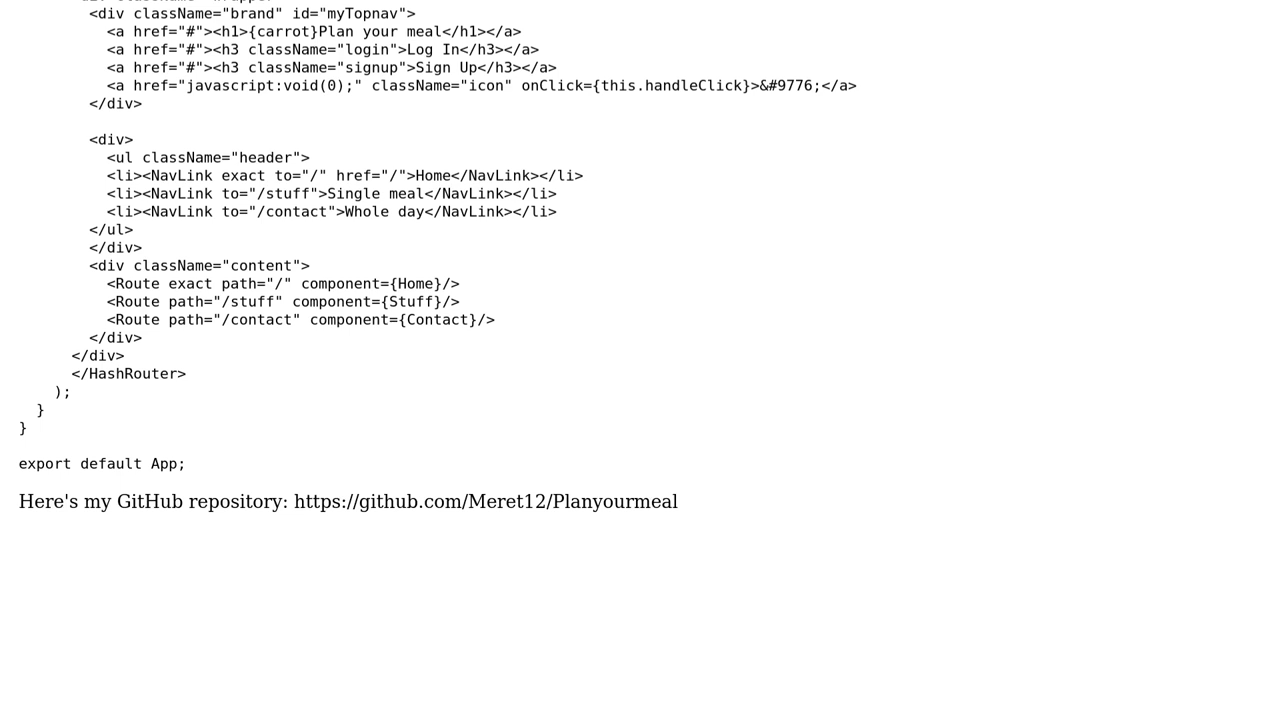 <div className="brand" id="myTopnav">
<a href="#"><h1>{carrot}Plan your meal</h1></a>
<a href="#"><h3 className="login">Log In</h3></a>
<a href="#"><h3 className="signup">Sign Up</h3></a>
<a href="javascript:void(0);" className="icon" onClick={this.handleClick}>&#9776;</a>
</div>
<div>
<ul className="header">
<li><NavLink exact to="/" href="/">Home</NavLink></li>
<li><NavLink to="/stuff">Single meal</NavLink></li>
<li><NavLink to="/contact">Whole day</NavLink></li>
</ul>
</div>
<div className="content">
<Route exact path="/" component={Home}/>
<Route path="/stuff" component={Stuff}/>
<Route path="/contact" component={Contact}/>
</div>
</div>
</HashRouter>
);
}
}
export default App;
Here's my GitHub repository: https://github.com/Meret12/Planyourmeal